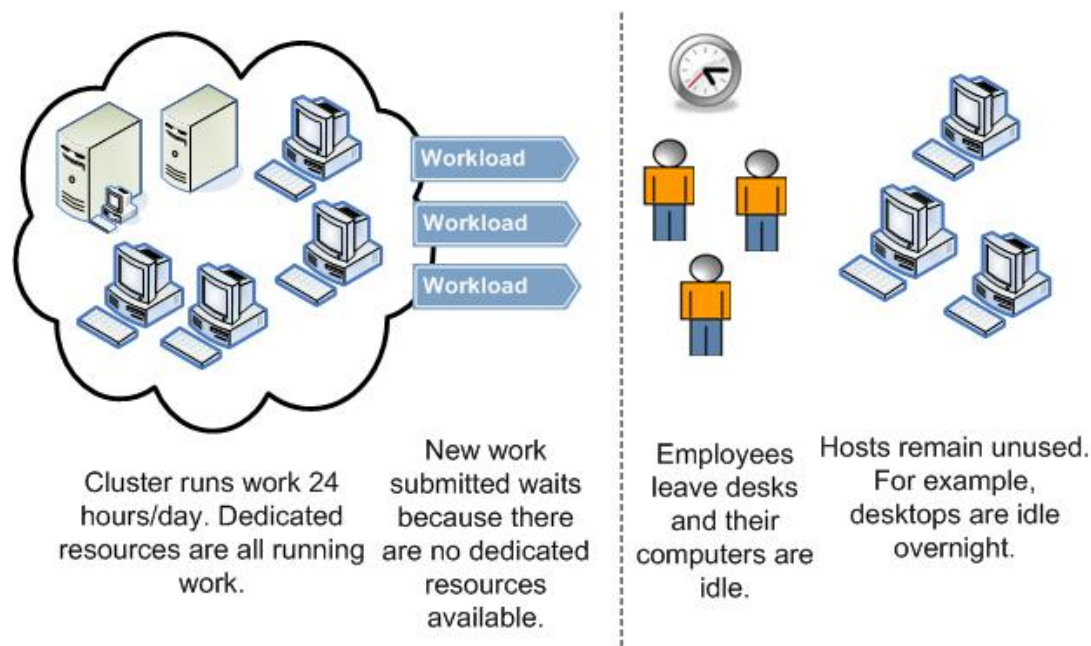 Workload
Workload
Workload
Cluster runs work 24
hours/day. Dedicated
resources are all running
work.
New work
submitted waits
because there
are no dedicated
resources
available.
Employees
leave desks
and their
computers are
idle.
Hosts remain unused.
For example,
desktops are idle
overnight.